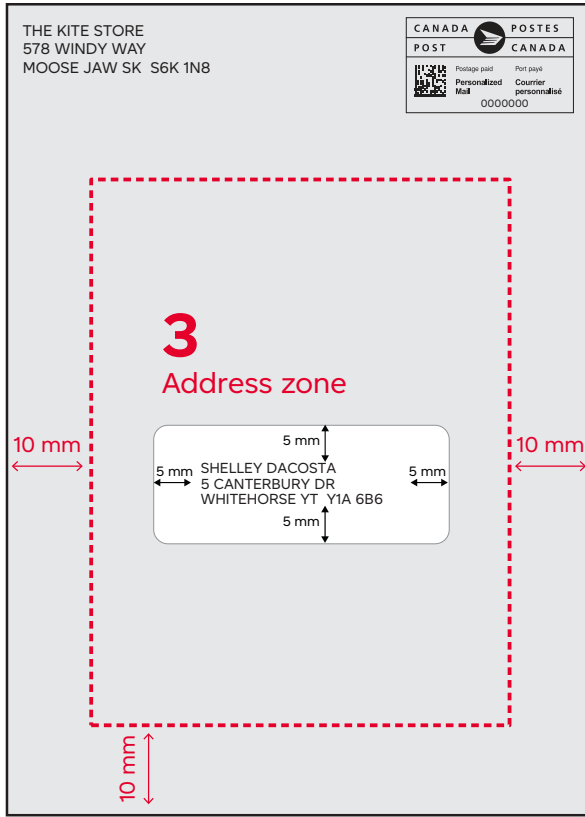 THE KITE STORE
578 WINDY WAY
MOOSE JAW SK  S6K 1N8
CANADA POSTES
POST CANADA
Postage paid Port payé
Personalized Courrier
Mail personnalisé
0000000
3
Address zone
10 mm
10 mm
5 mm
5 mm
5 mm
SHELLEY DACOSTA
5 CANTERBURY DR
WHITEHORSE YT  Y1A 6B6
5 mm
10 mm